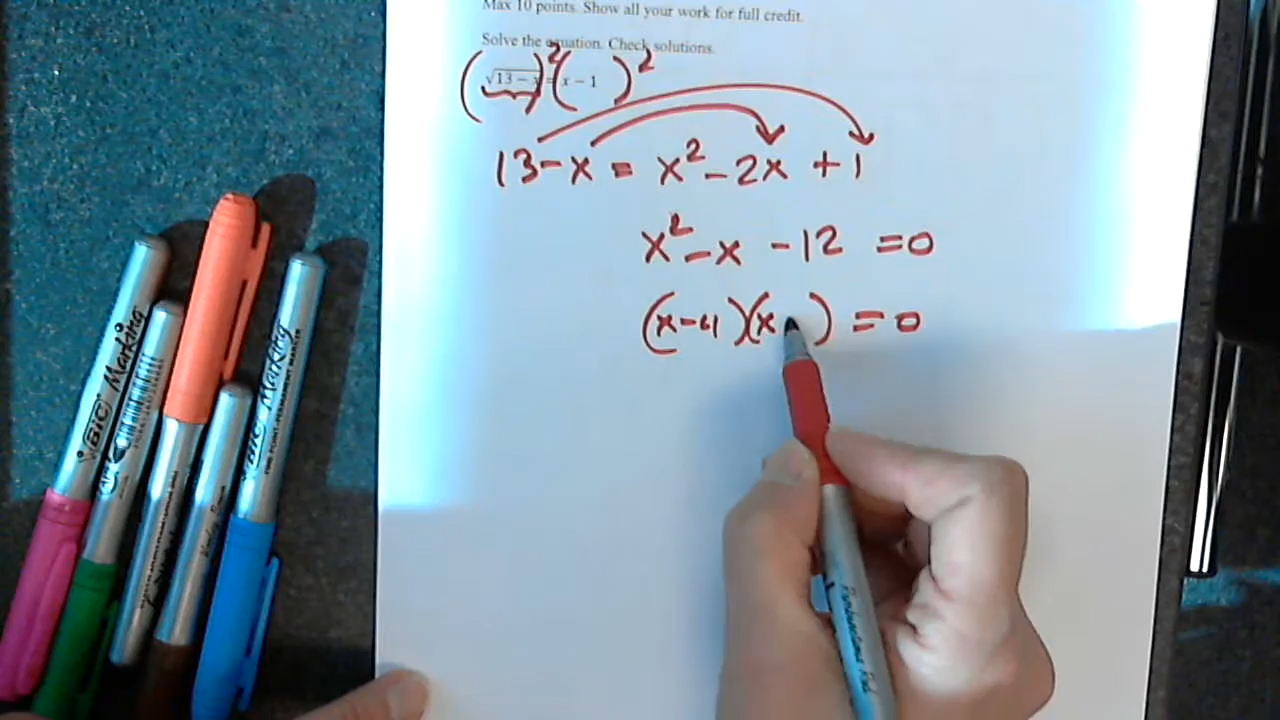 Max 10 points. Show all your work for full credit.
Solve the equation. Check solutions.
(√13 − x)² = (x − 1)²
13 - x = x² - 2x + 1
x² - x - 12 = 0
(x - 4)(x ) = 0
BIC Marking
Marking
BIC Marking